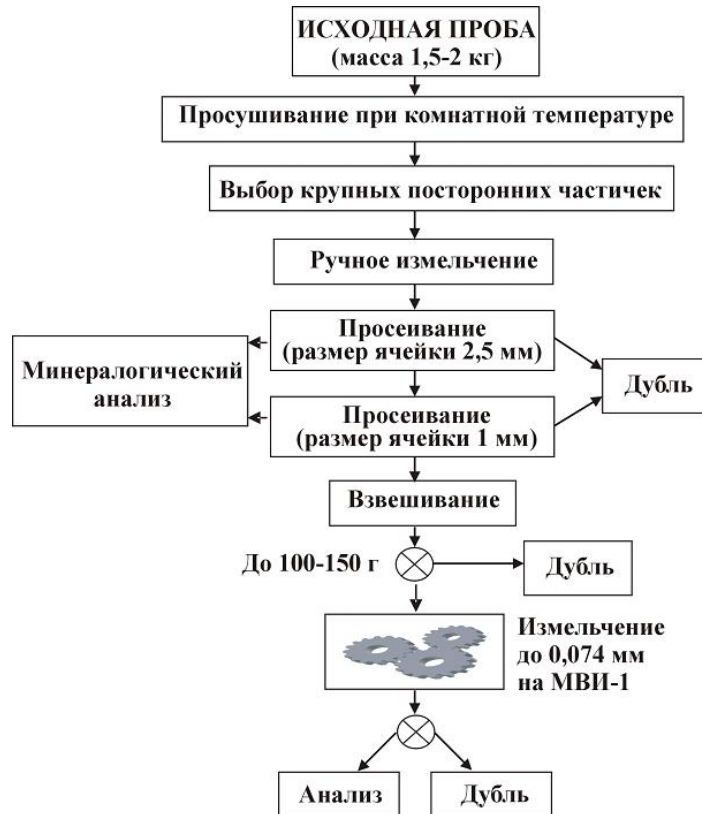 ИСХОДНАЯ ПРОБА
(масса 1,5-2 кг)
Просушивание при комнатной температуре
Выбор крупных посторонних частичек
Ручное измельчение
Просеивание
(размер ячейки 2,5 мм)
Минералогический
анализ
Дубль
Просеивание
(размер ячейки 1 мм)
Взвешивание
До 100-150 г
Дубль
Измельчение
до 0,074 мм
на МВИ-1
Анализ
Дубль